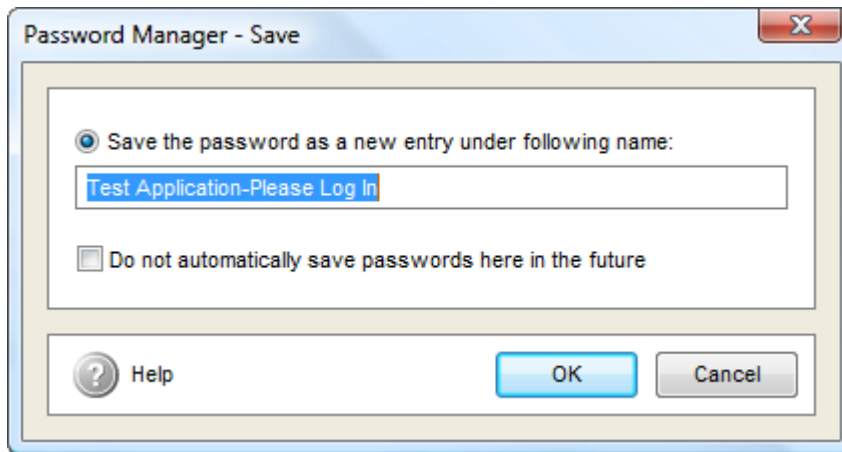 Password Manager - Save
Save the password as a new entry under following name:
Test Application-Please Log In
Do not automatically save passwords here in the future
Help
OK
Cancel